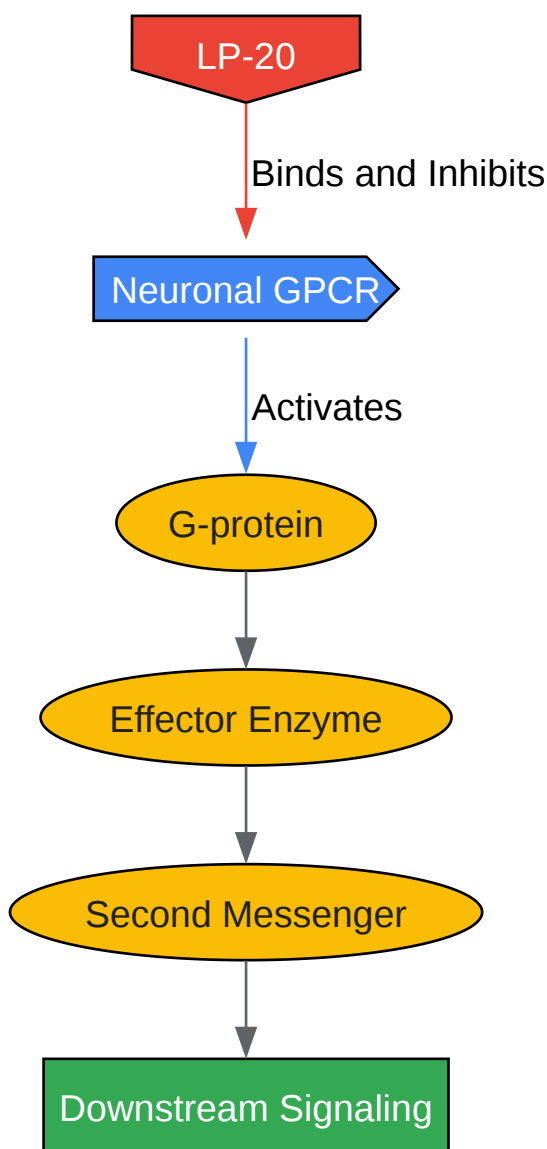 LP-20
Binds and Inhibits
Neuronal GPCR
Activates
G-protein
Effector Enzyme
Second Messenger
Downstream Signaling